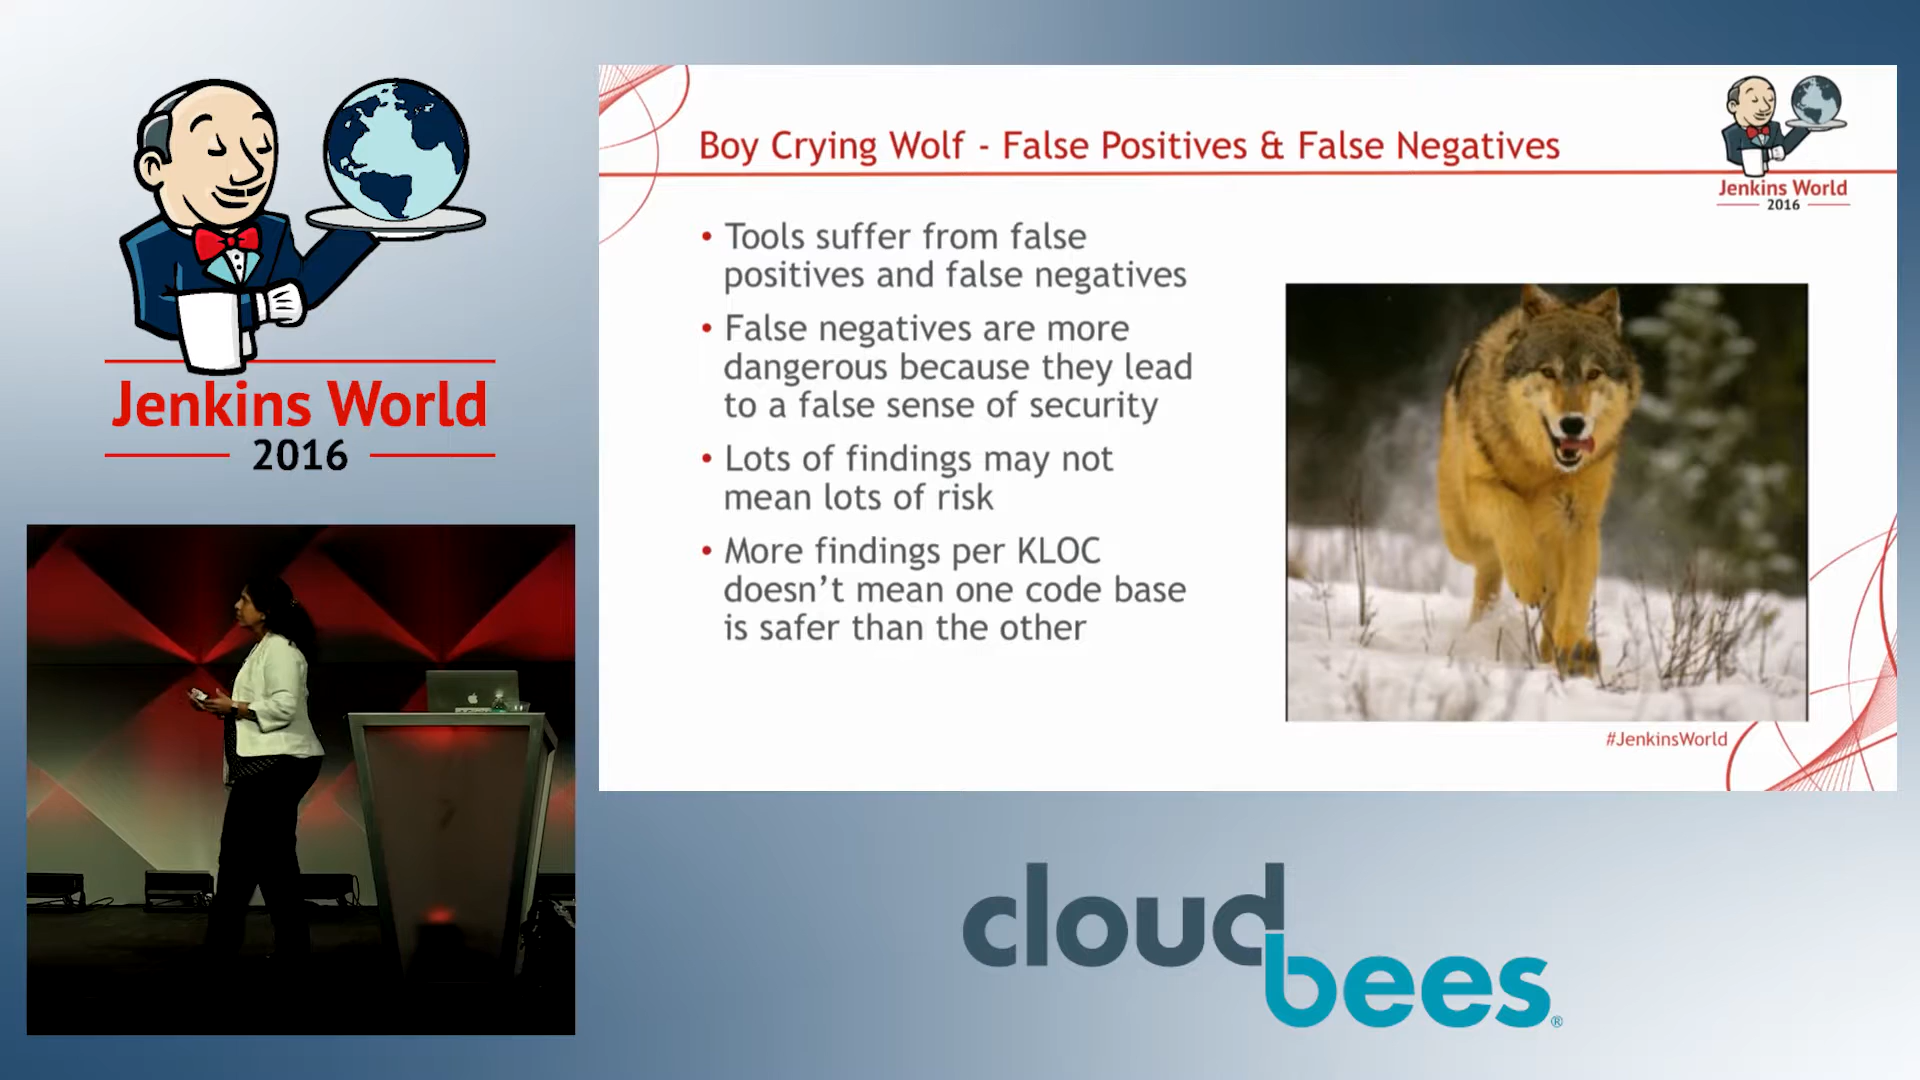 Jenkins World
2016
Boy Crying Wolf - False Positives & False Negatives
Jenkins World
2016
• Tools suffer from false
positives and false negatives
• False negatives are more
dangerous because they lead
to a false sense of security
• Lots of findings may not
mean lots of risk
• More findings per KLOC
doesn't mean one code base
is safer than the other
#JenkinsWorld
cloudbees®